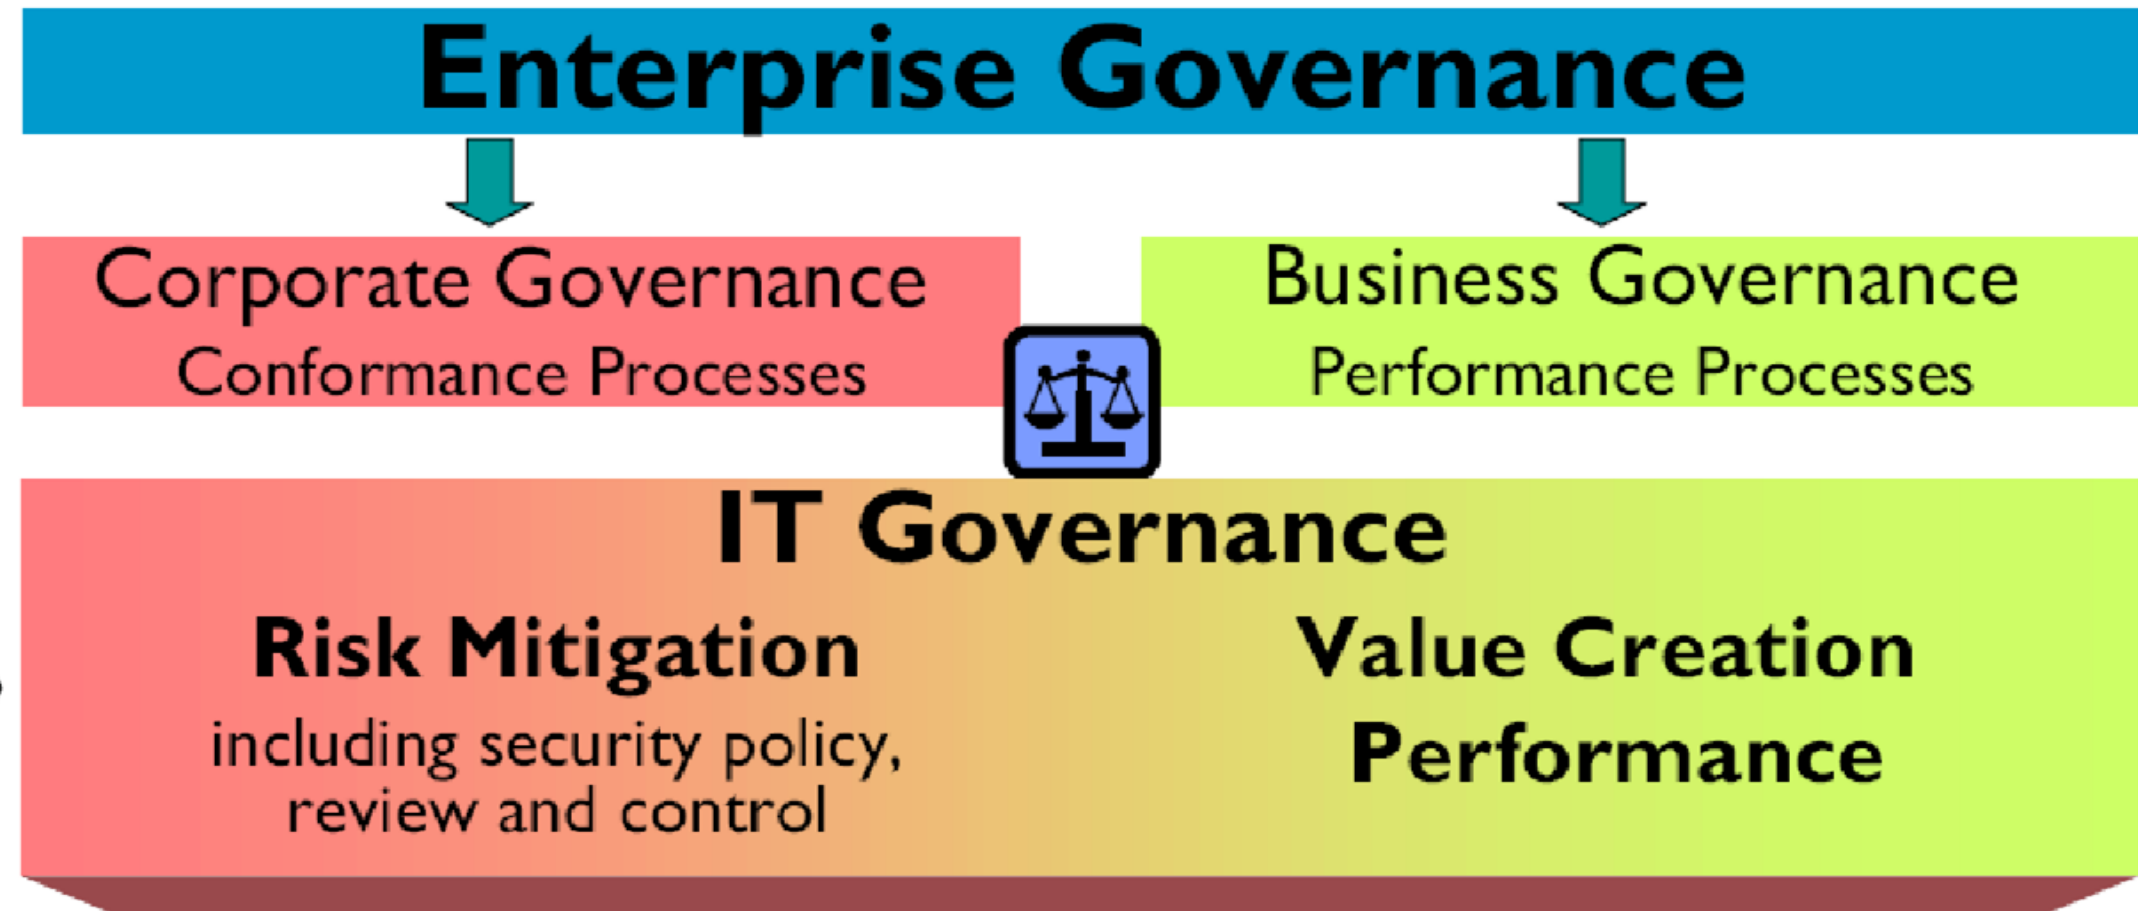 Enterprise Governance
Corporate Governance
Conformance Processes
Business Governance
Performance Processes
IT Governance
Risk Mitigation
including security policy,
review and control
Value Creation
Performance